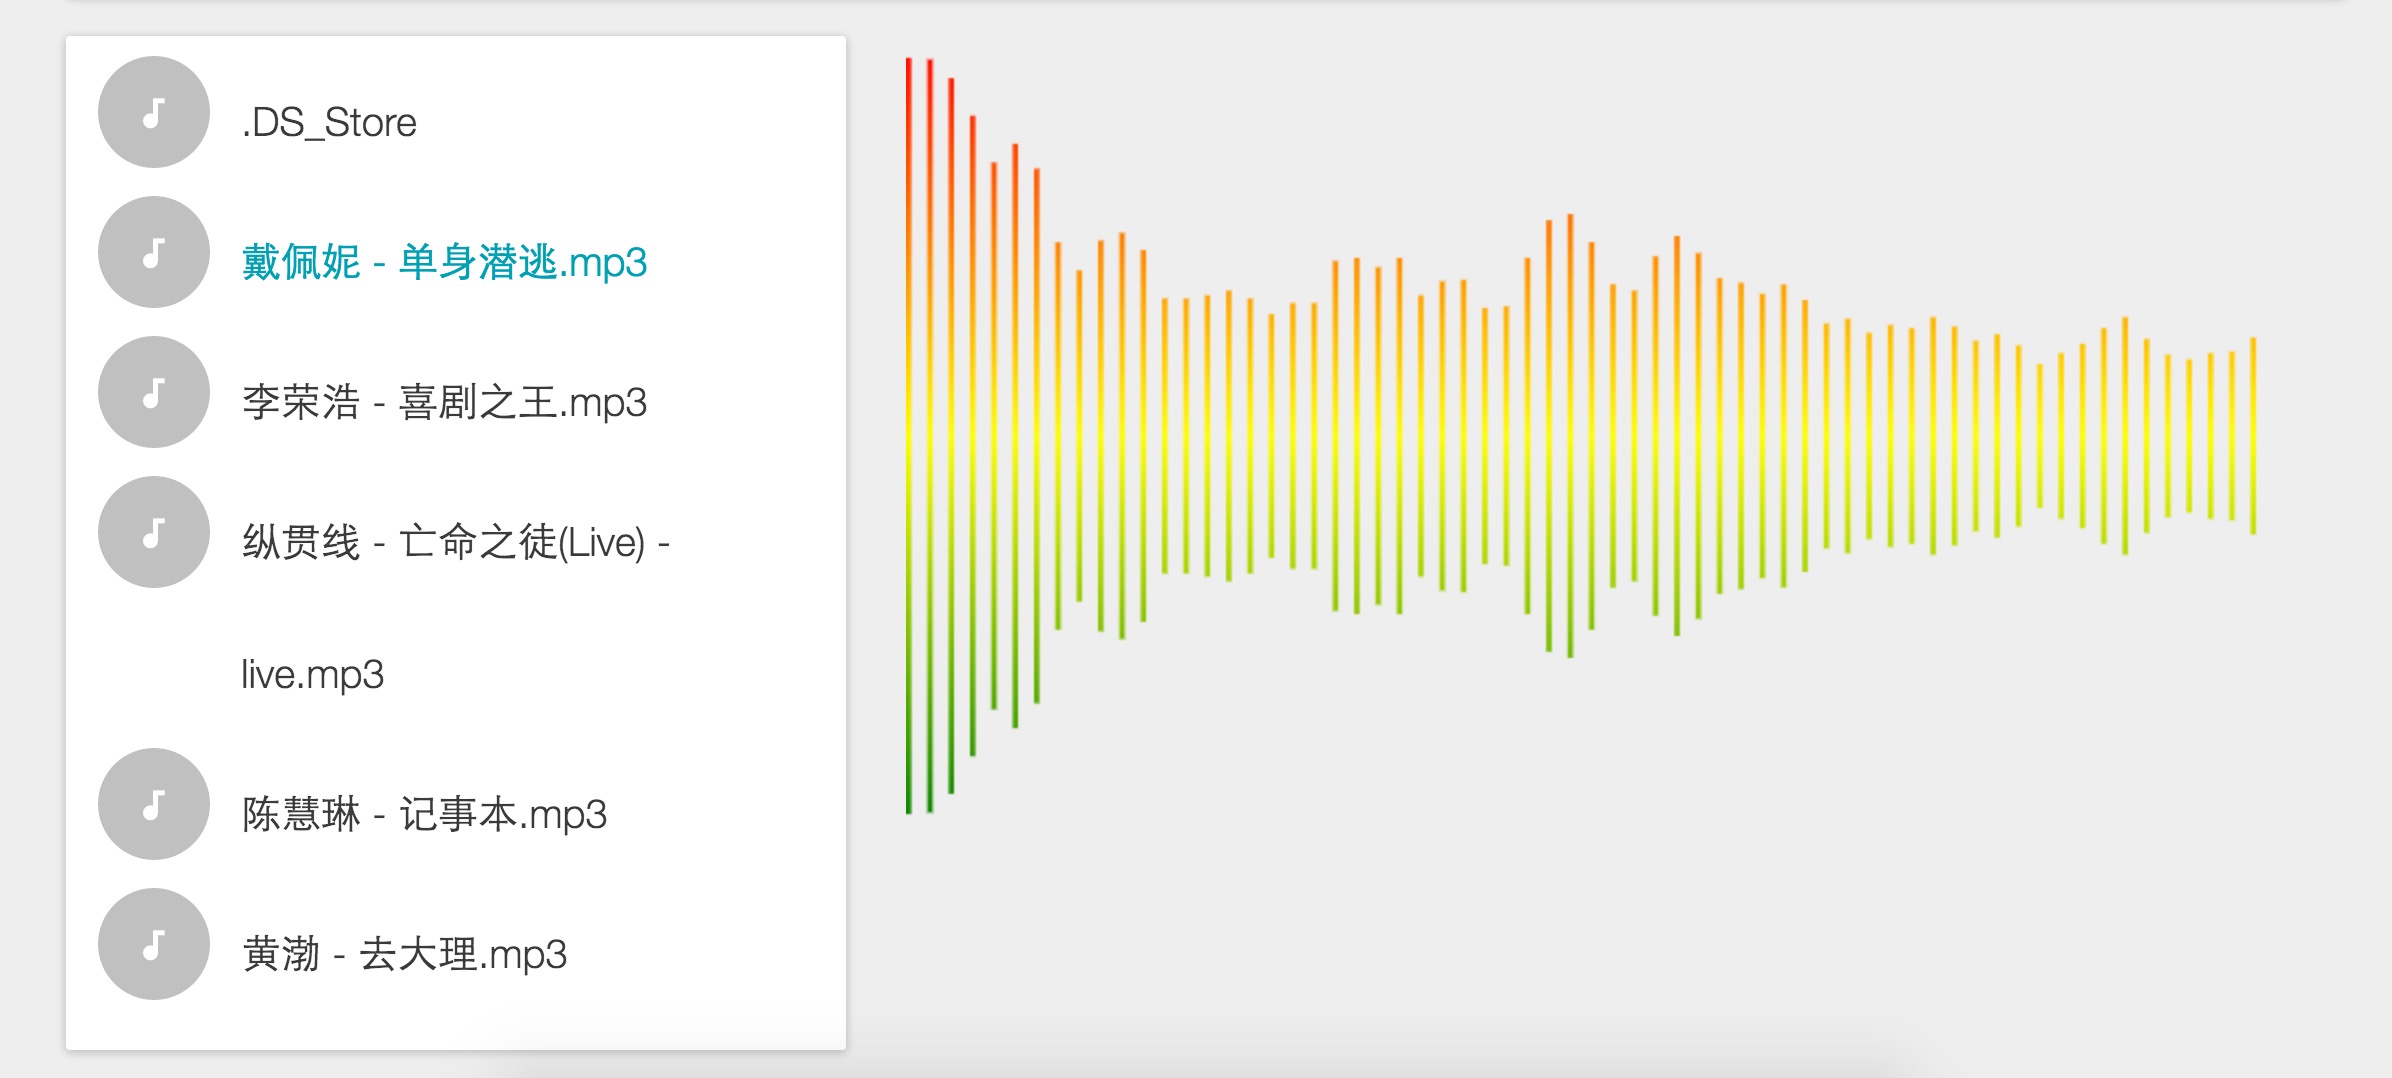 .DS_Store
戴佩妮 - 单身潜逃.mp3
李荣浩 - 喜剧之王.mp3
纵贯线 - 亡命之徒(Live) -
live.mp3
陈慧琳 - 记事本.mp3
黄渤 - 去大理.mp3